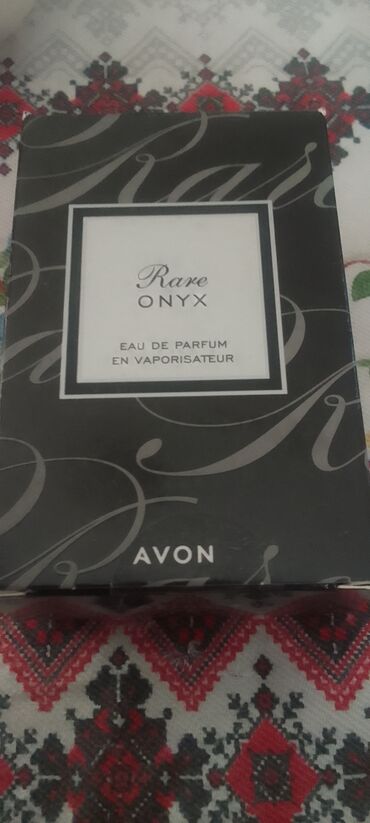 Rare
ONYX
EAU DE PARFUM
EN VAPORISATEUR
AVON